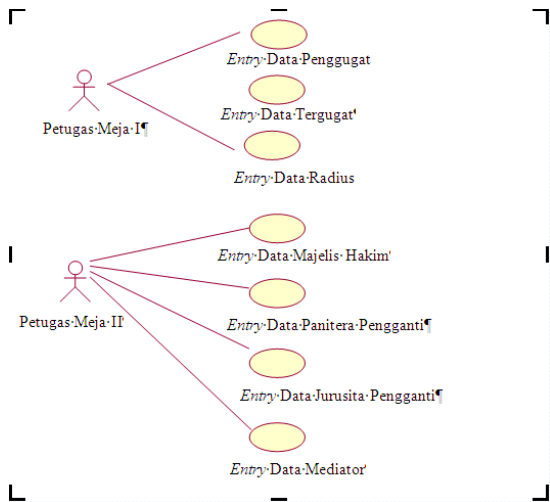 Entry Data Penggugat
Entry Data Tergugat
Petugas Meja I¶
Entry Data Radius
Entry Data Majelis Hakim
Petugas Meja II
Entry Data Panitera Pengganti¶
Entry Data Jurusita Pengganti¶
Entry Data Mediator